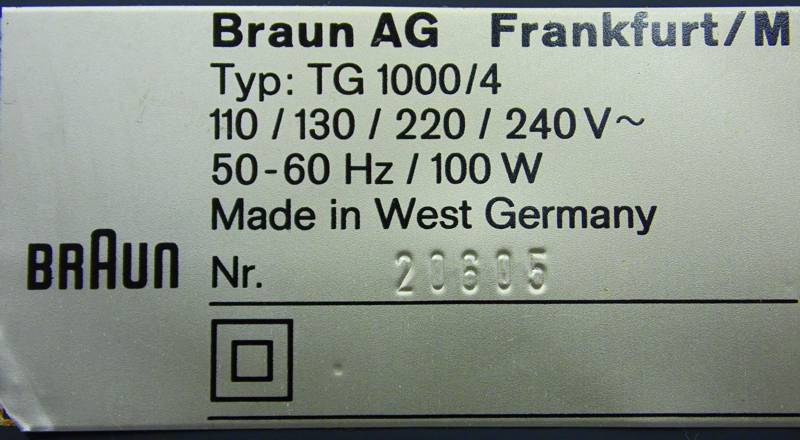 Braun AG Frankfurt/M
Typ: TG 1000/4
110 / 130 / 220 / 240 V~
50-60 Hz / 100 W
Made in West Germany
BRAUN
Nr. 20605